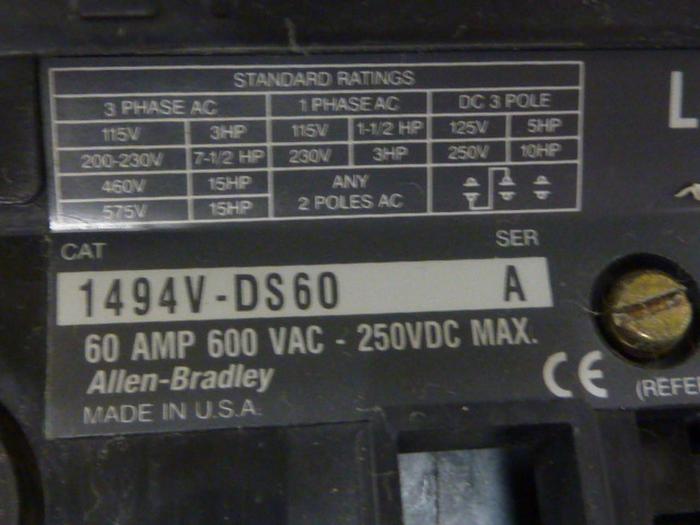 STANDARD RATINGS
3 PHASE AC 1 PHASE AC DC 3 POLE
115V 3HP 115V 1-1/2 HP 125V 5HP
200-230V 7-1/2 HP 230V 3HP 250V 10HP
460V 15HP ANY
575V 15HP 2 POLES AC
L
CAT SER
1494V-DS60 A
60 AMP 600 VAC - 250VDC MAX.
Allen-Bradley CE
MADE IN U.S.A. (REFER